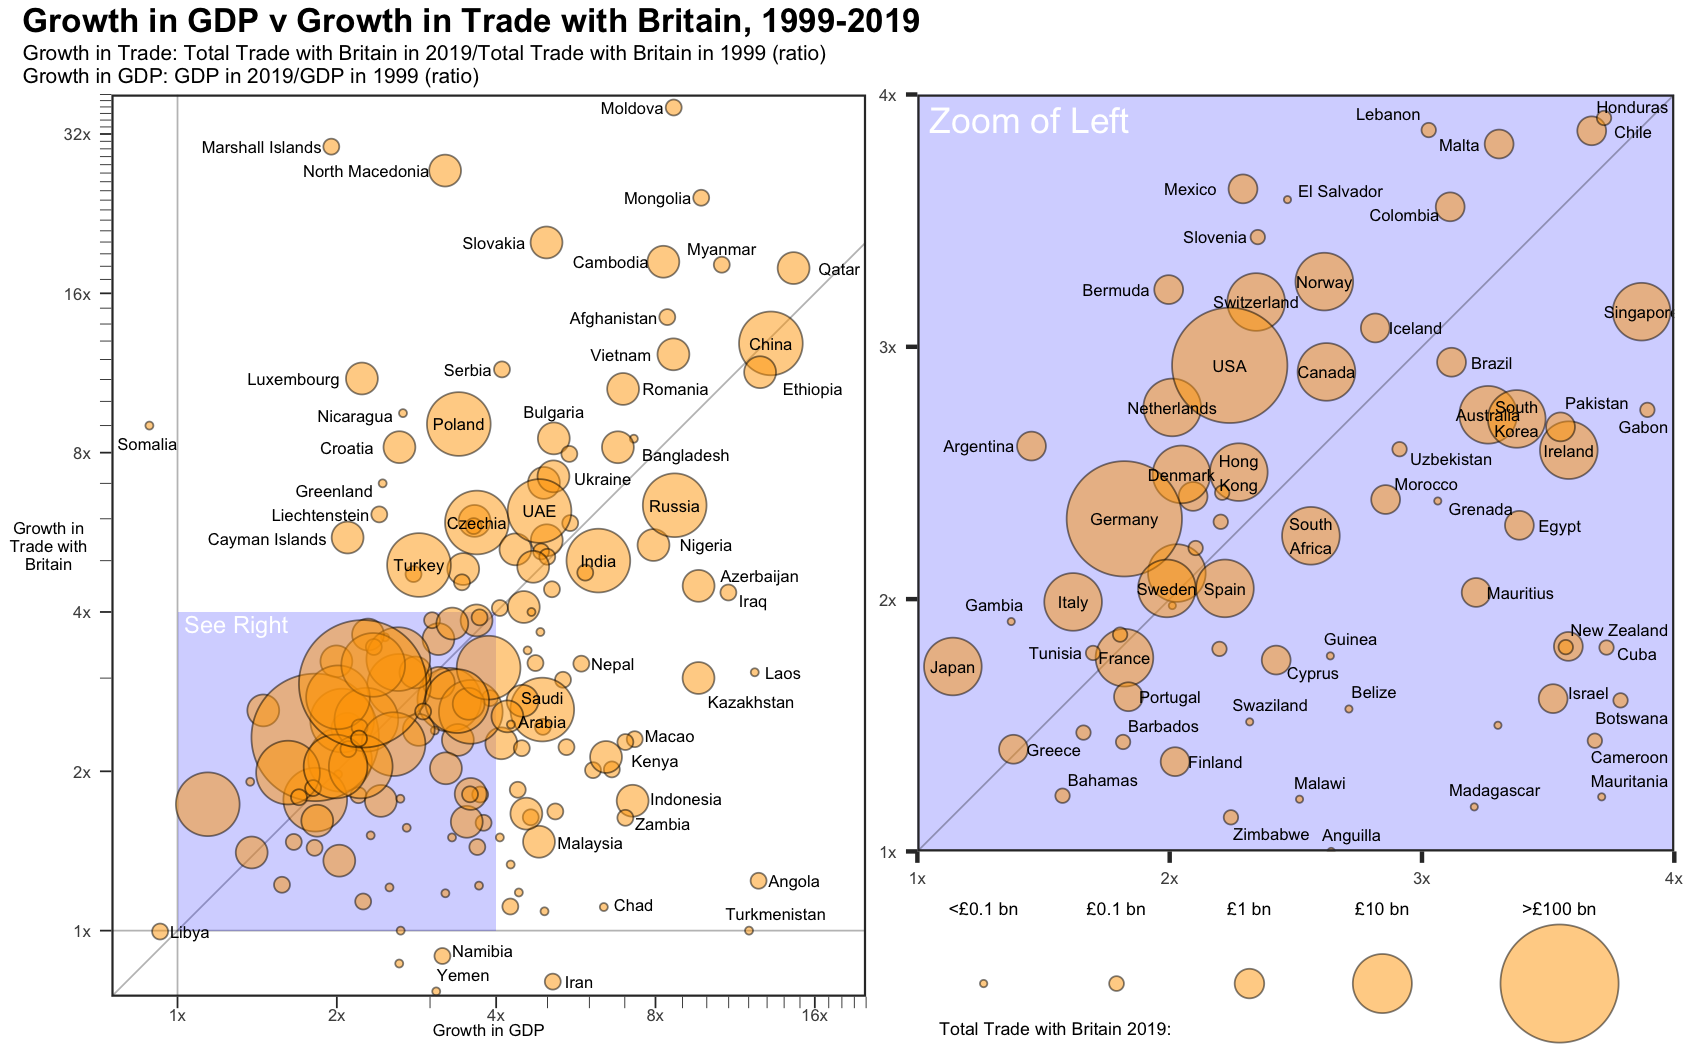 Growth in GDP v Growth in Trade with Britain, 1999-2019
Growth in Trade: Total Trade with Britain in 2019/Total Trade with Britain in 1999 (ratio)
Growth in GDP: GDP in 2019/GDP in 1999 (ratio)
Growth in
Trade with
Britain
32x
16x
8x
4x
2x
1x
Moldova
Marshall Islands
North Macedonia
Mongolia
Slovakia
Cambodia
Myanmar
Qatar
Afghanistan
China
Vietnam
Ethiopia
Luxembourg
Serbia
Romania
Nicaragua
Poland
Bulgaria
Somalia
Croatia
Bangladesh
Greenland
Ukraine
Liechtenstein
Czechia
UAE
Russia
Cayman Islands
Turkey
India
Nigeria
Azerbaijan
Iraq
See Right
Nepal
Laos
Kazakhstan
Saudi
Arabia
Macao
Kenya
Indonesia
Zambia
Malaysia
Angola
Chad
Turkmenistan
Libya
Namibia
Yemen
Iran
1x
2x
4x
8x
16x
Growth in GDP
Zoom of Left
4x
3x
2x
1x
Lebanon
Honduras
Chile
Malta
Mexico
El Salvador
Colombia
Slovenia
Bermuda
Switzerland
Norway
Singapore
Iceland
USA
Canada
Brazil
Netherlands
Australia
South
Korea
Pakistan
Gabon
Argentina
Ireland
Denmark
Hong
Kong
Uzbekistan
Morocco
Grenada
Germany
South
Africa
Egypt
Italy
Sweden
Spain
Mauritius
Gambia
Tunisia
France
Japan
Guinea
New Zealand
Cuba
Cyprus
Portugal
Swaziland
Belize
Israel
Botswana
Barbados
Greece
Finland
Cameroon
Bahamas
Malawi
Madagascar
Mauritania
Zimbabwe
Anguilla
1x
2x
3x
4x
<£0.1 bn
£0.1 bn
£1 bn
£10 bn
>£100 bn
Total Trade with Britain 2019: